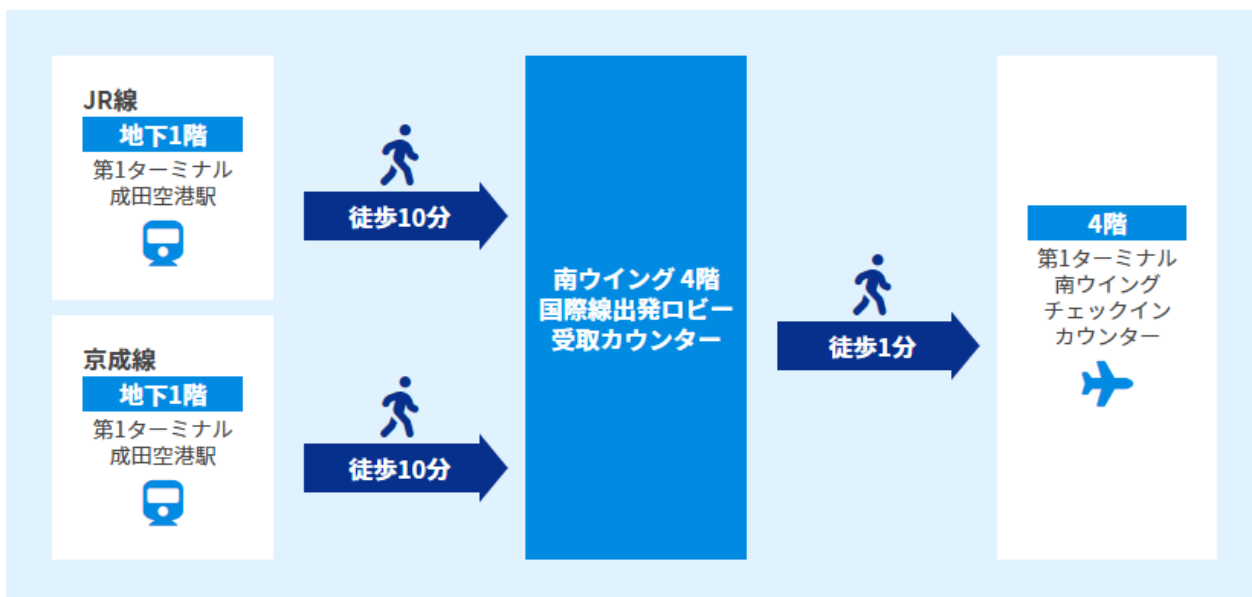 JR線
地下1階
第1ターミナル
成田空港駅
徒歩10分
京成線
地下1階
第1ターミナル
成田空港駅
徒歩10分
南ウイング 4階
国際線出発ロビー
受取カウンター
徒歩1分
4階
第1ターミナル
南ウイング
チェックイン
カウンター